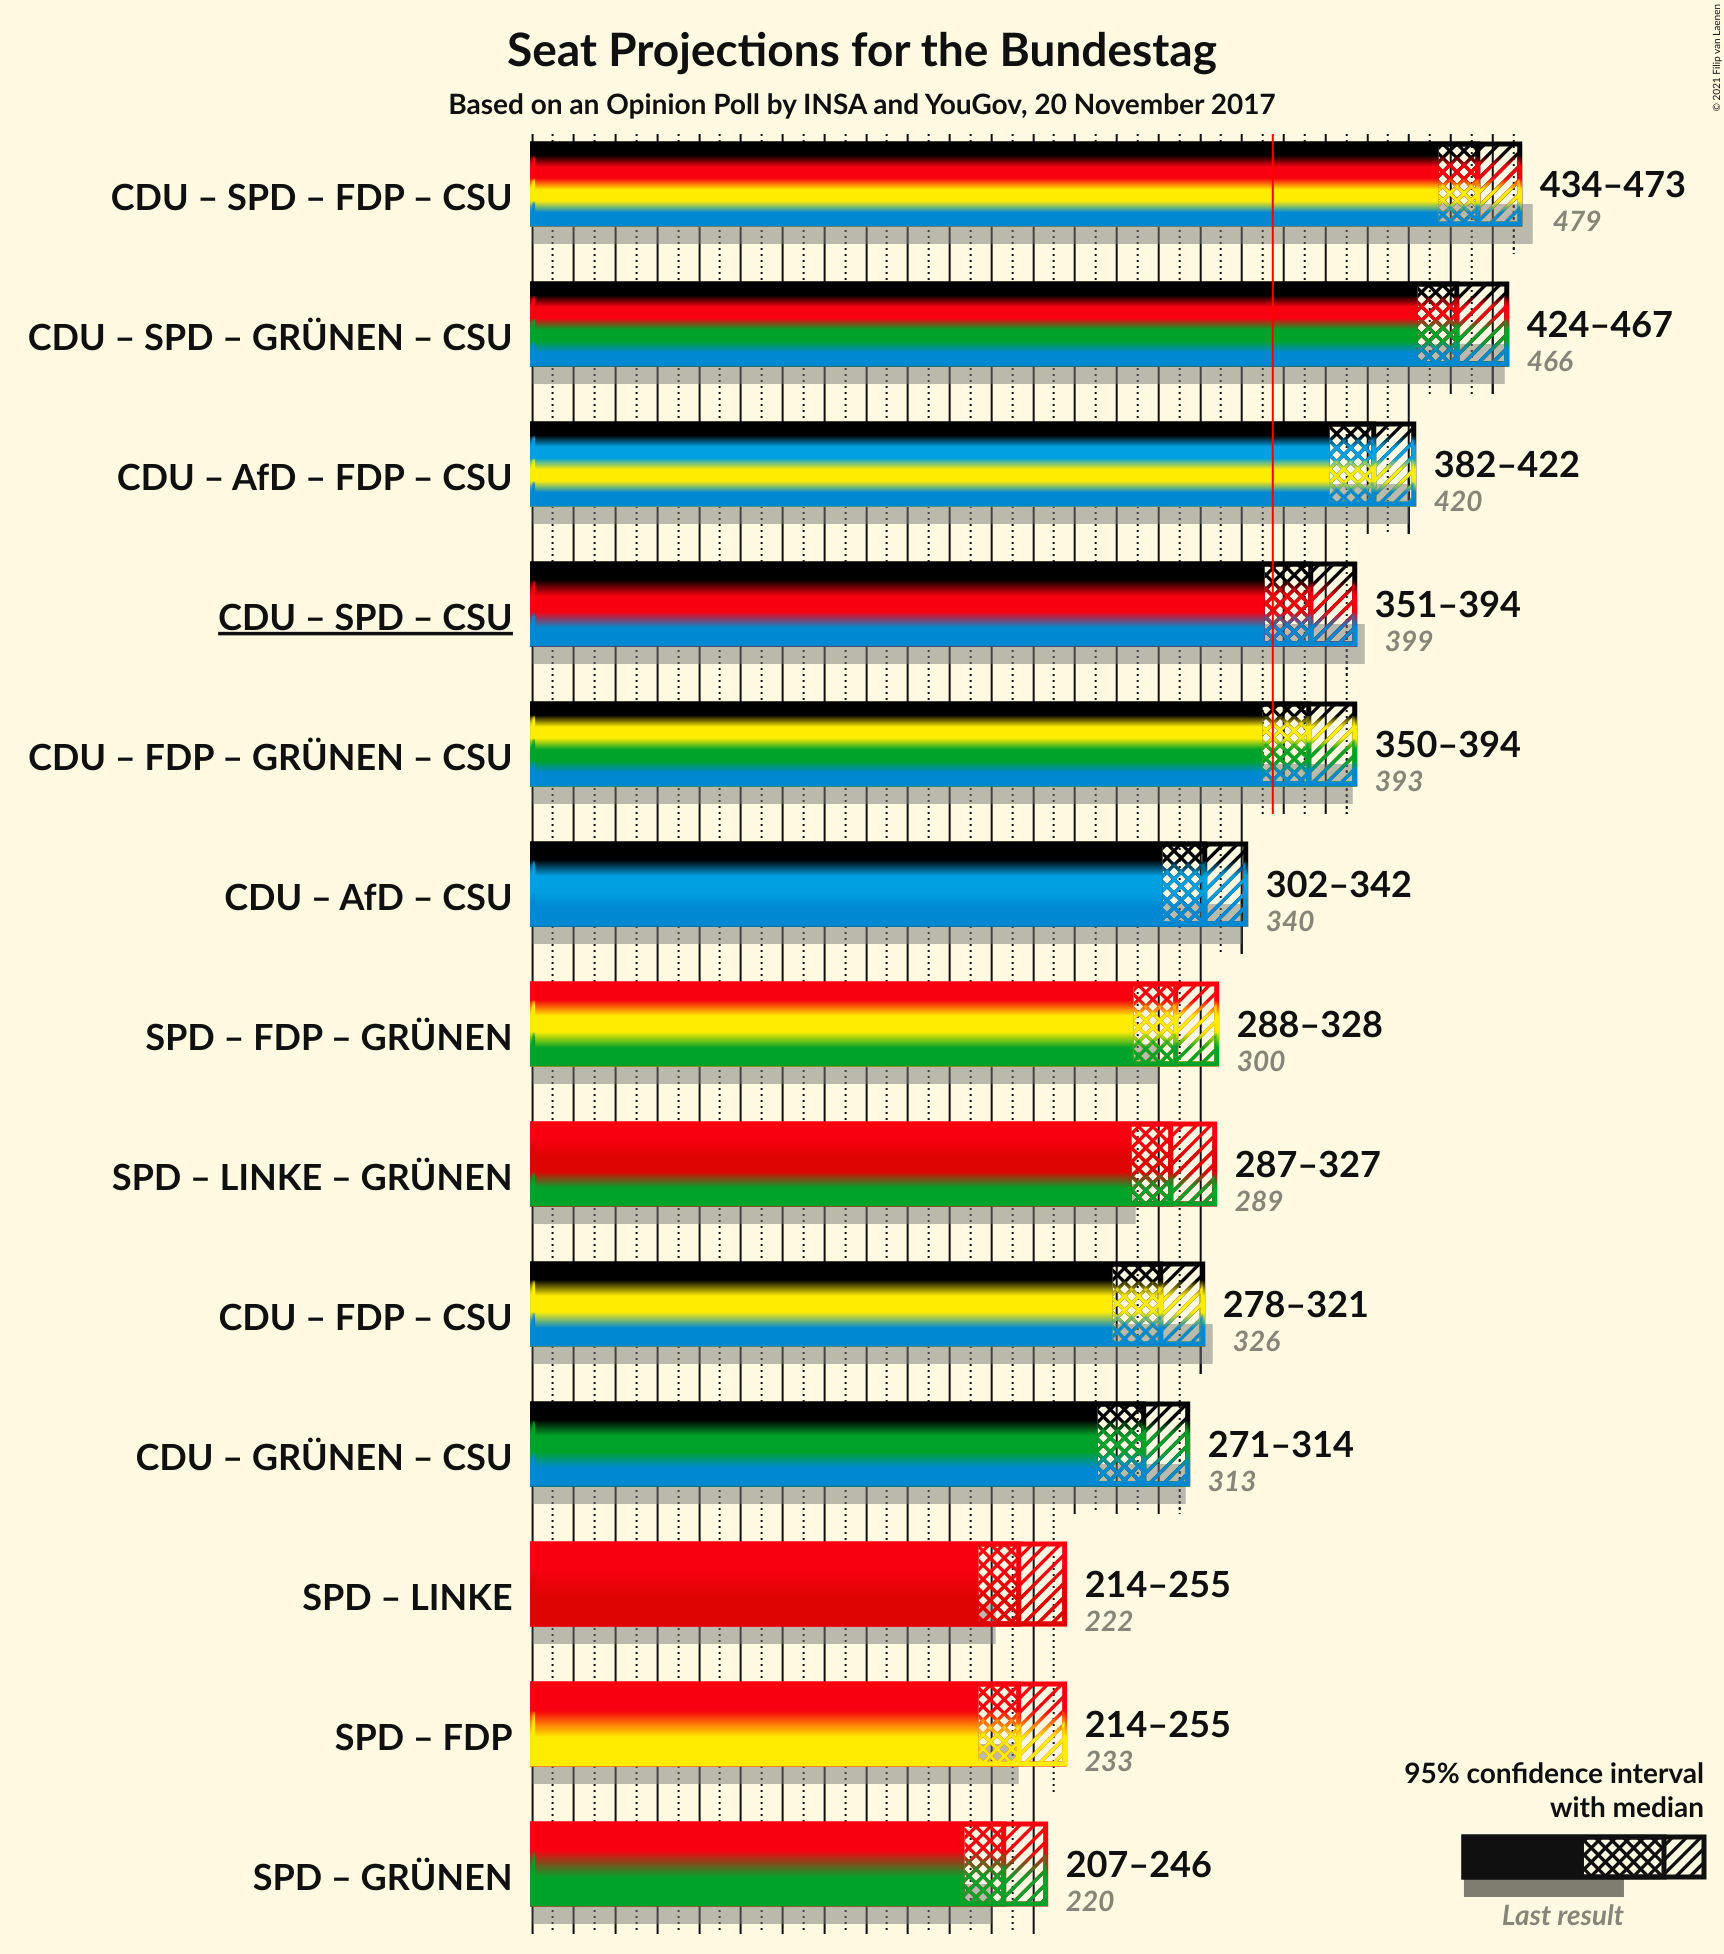 Seat Projections for the Bundestag
Based on an Opinion Poll by INSA and YouGov, 20 November 2017
© 2021 Filip van Laenen
CDU – SPD – FDP – CSU
434–473
479
CDU – SPD – GRÜNEN – CSU
424–467
466
CDU – AfD – FDP – CSU
382–422
420
CDU – SPD – CSU
351–394
399
CDU – FDP – GRÜNEN – CSU
350–394
393
CDU – AfD – CSU
302–342
340
SPD – FDP – GRÜNEN
288–328
300
SPD – LINKE – GRÜNEN
287–327
289
CDU – FDP – CSU
278–321
326
CDU – GRÜNEN – CSU
271–314
313
SPD – LINKE
214–255
222
SPD – FDP
214–255
233
SPD – GRÜNEN
207–246
220
95% confidence interval
with median
Last result